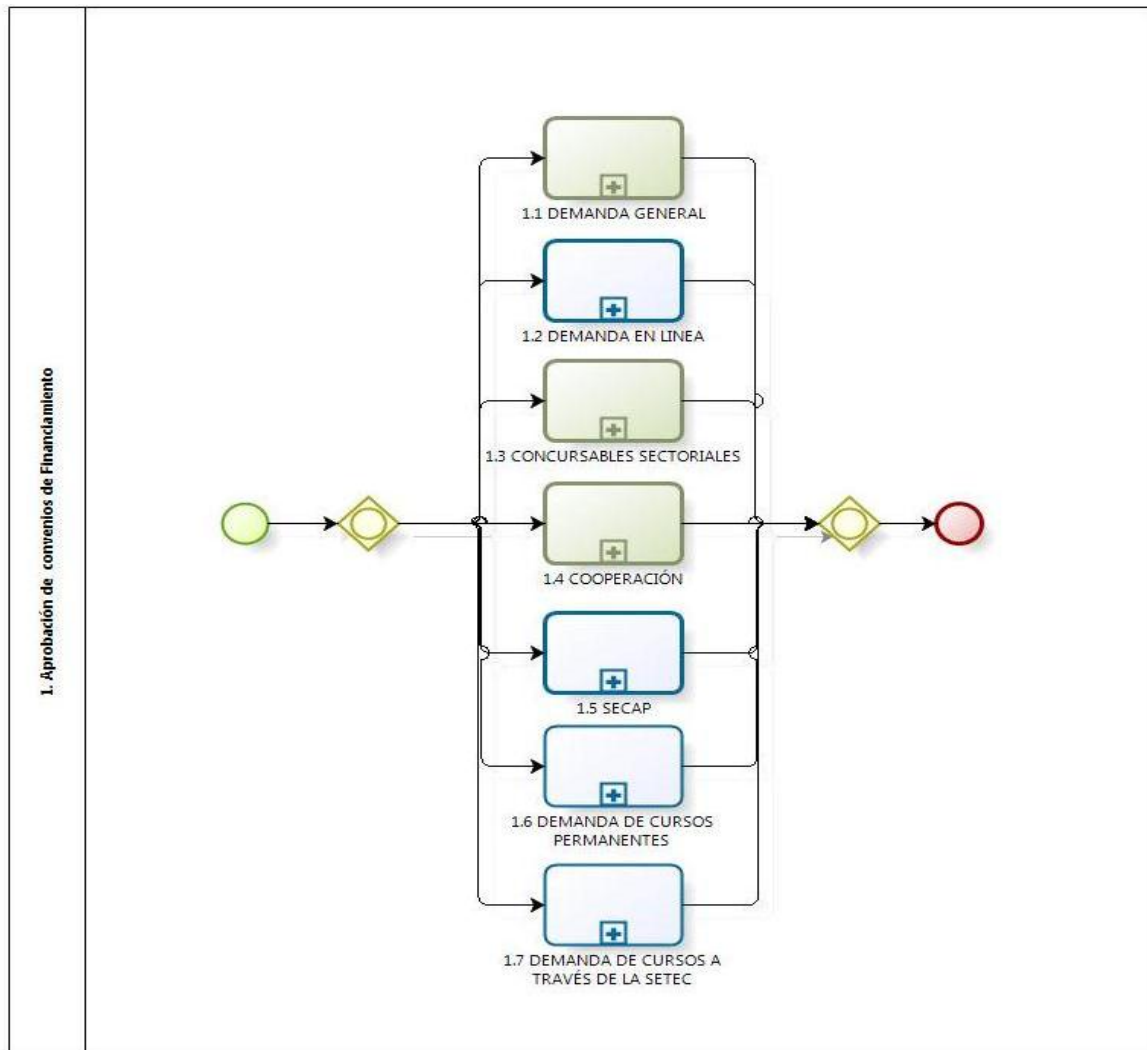 1. Aprobación de convenios de Financiamiento
1.1 DEMANDA GENERAL
1.2 DEMANDA EN LINEA
1.3 CONCURSABLES SECTORIALES
1.4 COOPERACIÓN
1.5 SECAP
1.6 DEMANDA DE CURSOS
PERMANENTES
1.7 DEMANDA DE CURSOS A
TRAVÉS DE LA SETEC